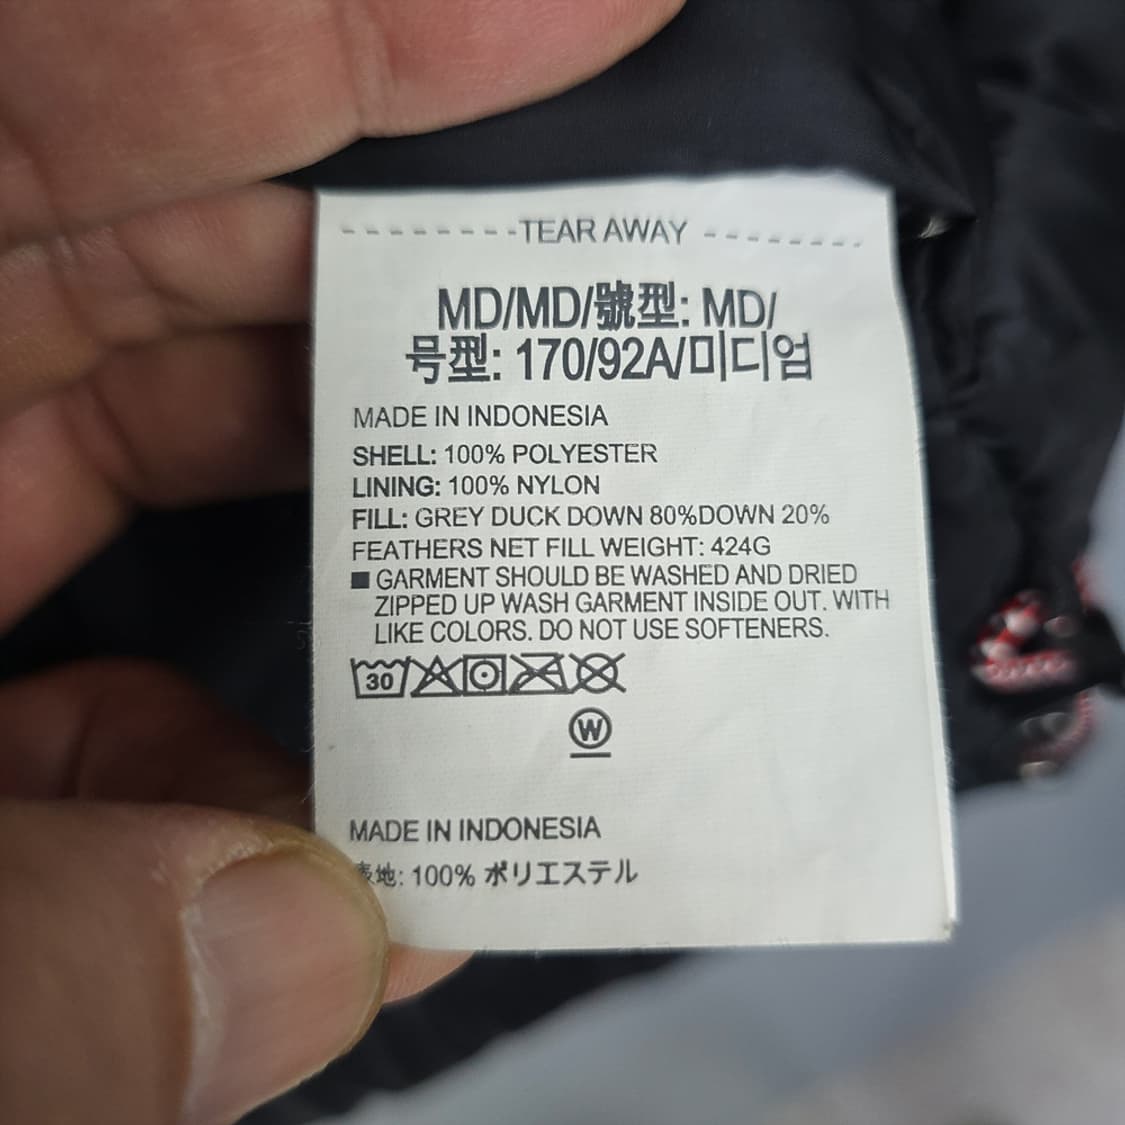 TEAR AWAY
MD/MD/號型: MD/
号型: 170/92A/미디엄
MADE IN INDONESIA
SHELL: 100% POLYESTER
LINING: 100% NYLON
FILL: GREY DUCK DOWN 80%DOWN 20%
FEATHERS NET FILL WEIGHT: 424G
■ GARMENT SHOULD BE WASHED AND DRIED
ZIPPED UP WASH GARMENT INSIDE OUT. WITH
LIKE COLORS. DO NOT USE SOFTENERS.
30
W
MADE IN INDONESIA
表地: 100% ポリエステル